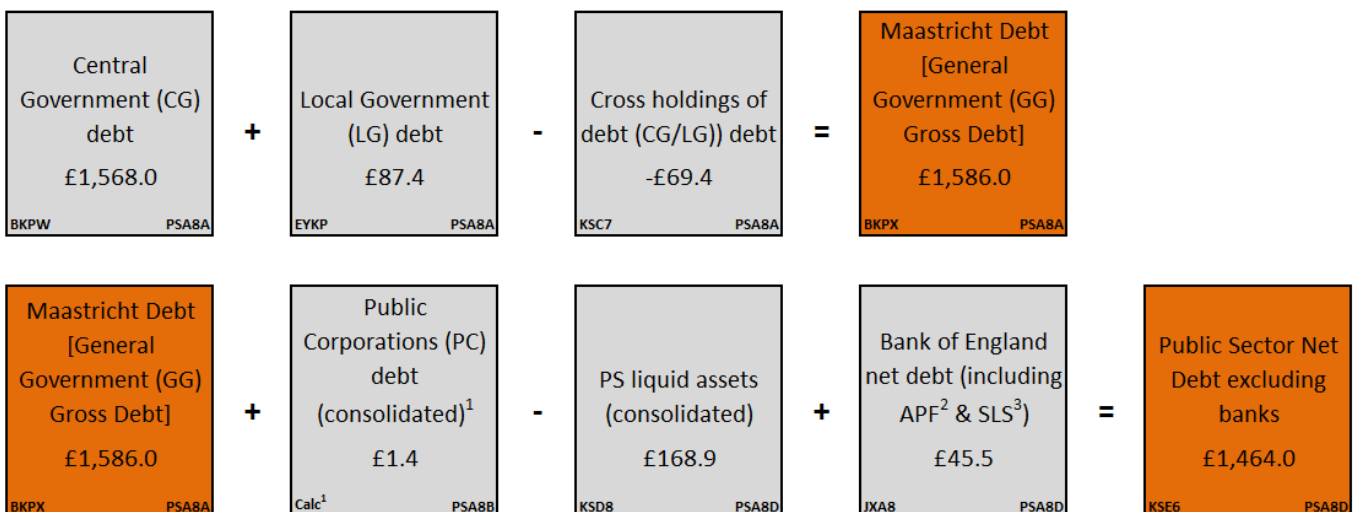 Central
Government (CG)
debt
£1,568.0
BKPW PSA8A
+
Local Government
(LG) debt
£87.4
EYKP PSA8A
-
Cross holdings of
debt (CG/LG)) debt
-£69.4
KSC7 PSA8A
=
Maastricht Debt
[General
Government (GG)
Gross Debt]
£1,586.0
BKPX PSA8A
Maastricht Debt
[General
Government (GG)
Gross Debt]
£1,586.0
BKPX PSA8A
+
Public
Corporations (PC)
debt
(consolidated)¹
£1.4
Calc¹ PSA8B
-
PS liquid assets
(consolidated)
£168.9
KSD8 PSA8D
+
Bank of England
net debt (including
APF² & SLS³)
£45.5
JXA8 PSA8D
=
Public Sector Net
Debt excluding
banks
£1,464.0
KSE6 PSA8D